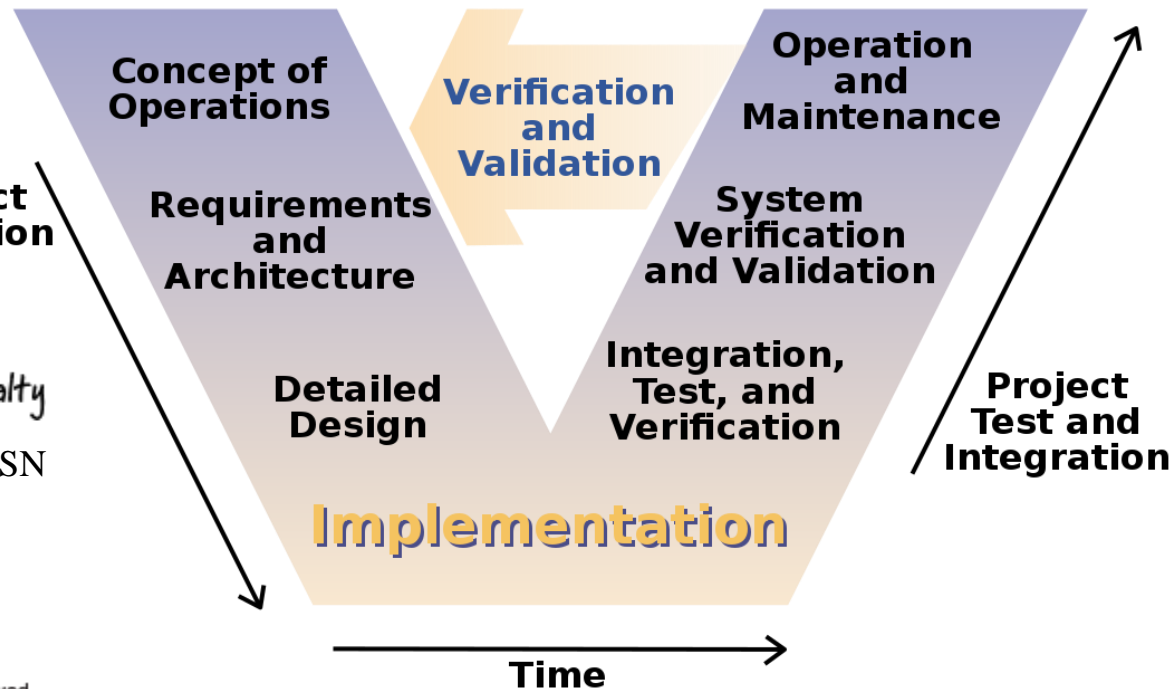 Concept of
Operations
Verification
and
Validation
Operation
and
Maintenance
Requirements
and
Architecture
System
Verification
and Validation
Detailed
Design
Integration,
Test, and
Verification
Project
Test and
Integration
SN
Implementation
Time